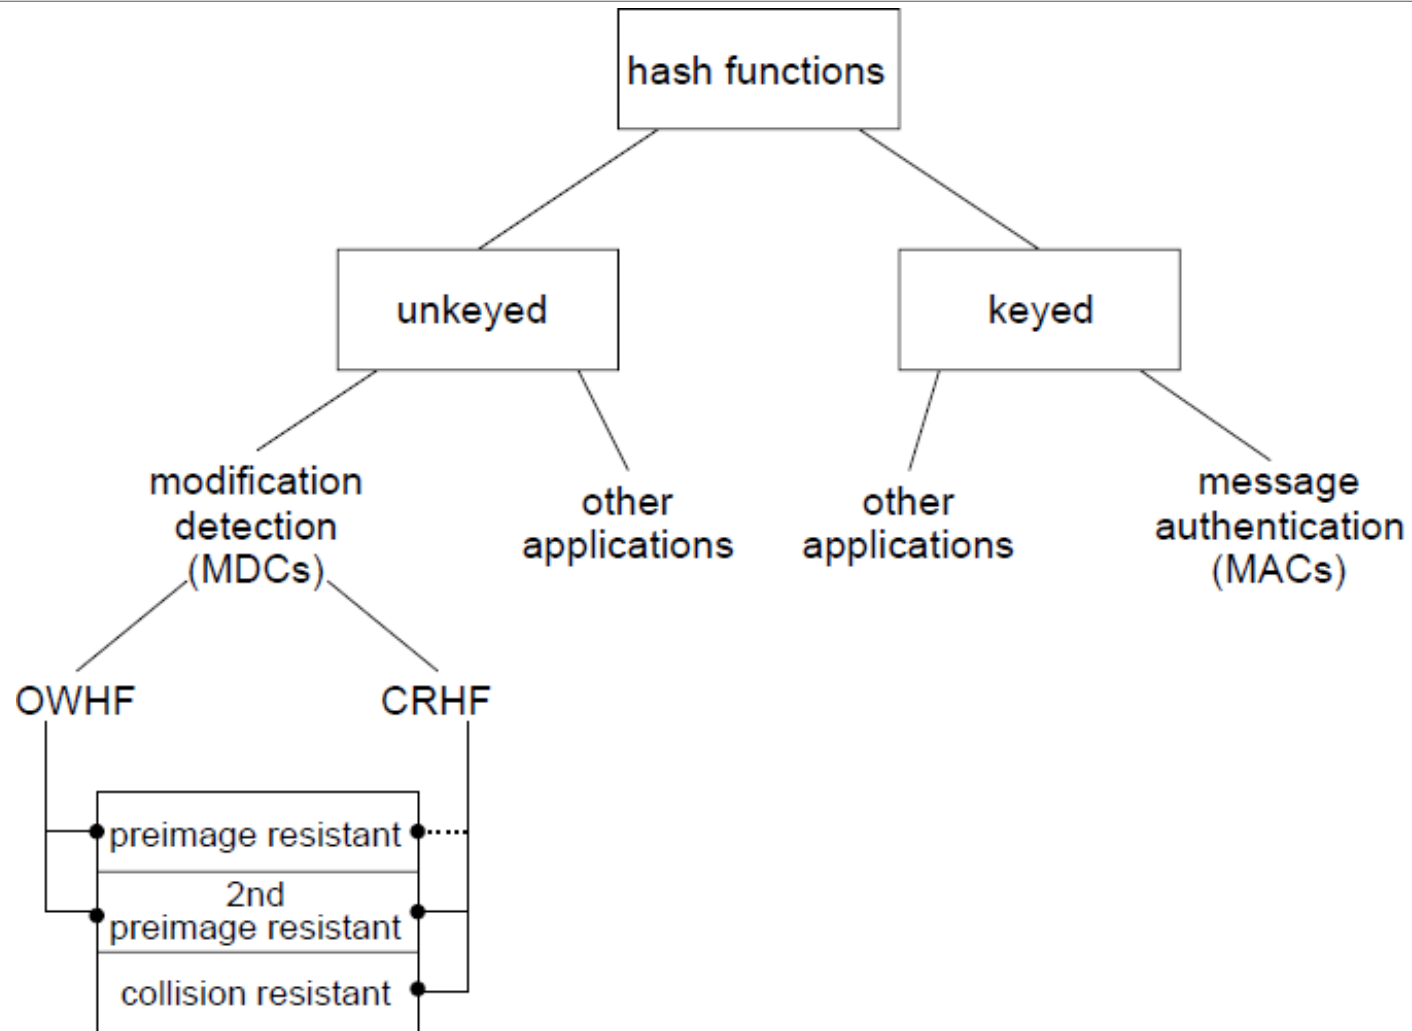 hash functions
unkeyed
keyed
modification
detection
(MDCs)
other
applications
other
applications
message
authentication
(MACs)
OWHF
CRHF
preimage resistant
2nd
preimage resistant
collision resistant